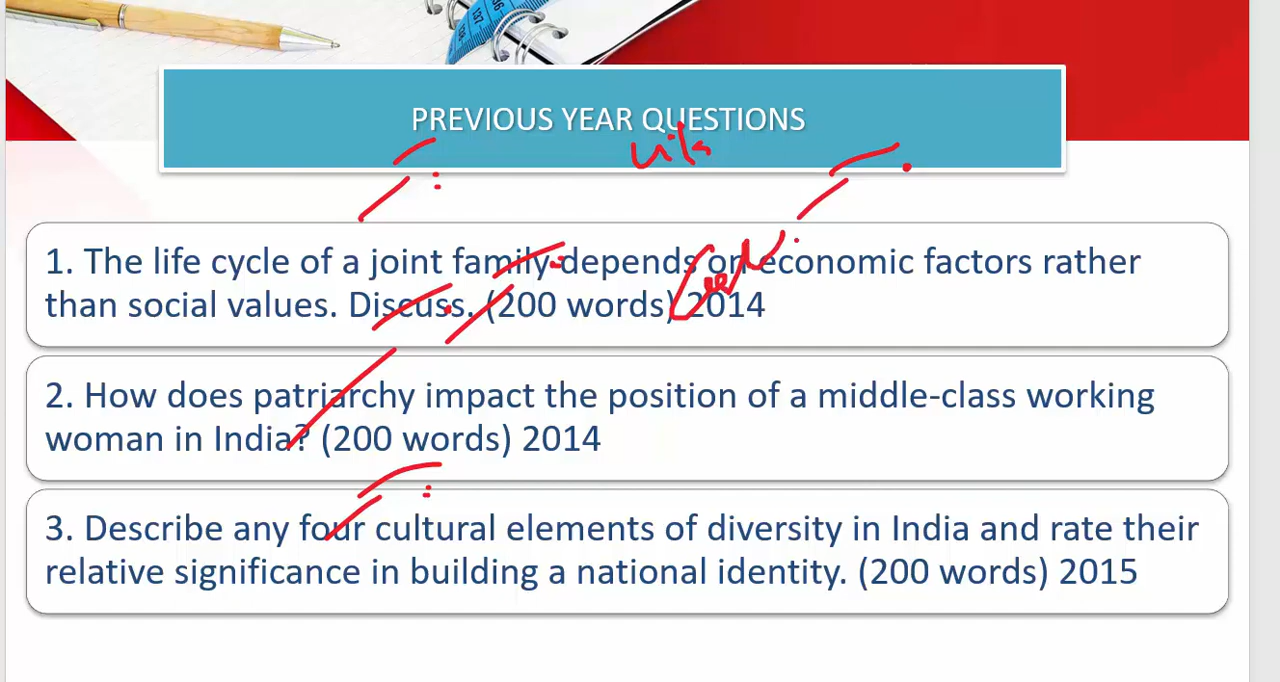 PREVIOUS YEAR QUESTIONS
1. The life cycle of a joint family depends on economic factors rather
than social values. Discuss. (200 words) 2014
2. How does patriarchy impact the position of a middle-class working
woman in India? (200 words) 2014
3. Describe any four cultural elements of diversity in India and rate their
relative significance in building a national identity. (200 words) 2015